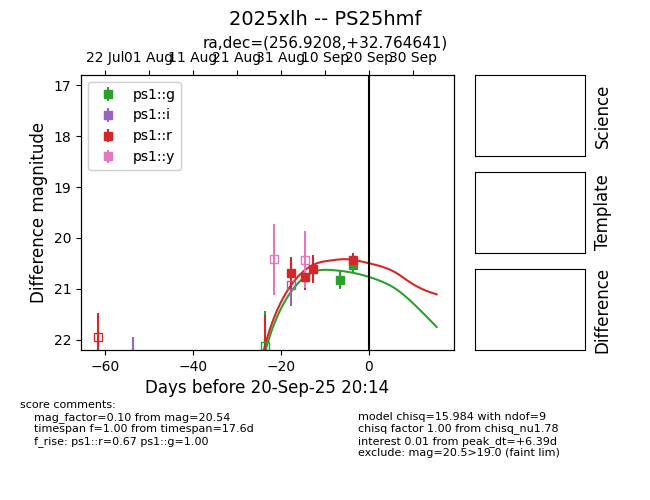 2025xlh -- PS25hmf
ra,dec=(256.9208,+32.764641)
22 Jul 01 Aug 11 Aug 21 Aug 31 Aug 10 Sep 20 Sep 30 Sep
17
18
19
20
21
22
Difference magnitude
ps1::g
ps1::i
ps1::r
ps1::y
−60 −40 −20 0
Days before 20-Sep-25 20:14
Science
Template
Difference
score comments:
mag_factor=0.10 from mag=20.54
timespan f=1.00 from timespan=17.6d
f_rise: ps1::r=0.67 ps1::g=1.00
model chisq=15.984 with ndof=9
chisq factor 1.00 from chisq_nu1.78
interest 0.01 from peak_dt=+6.39d
exclude: mag=20.5>19.0 (faint lim)